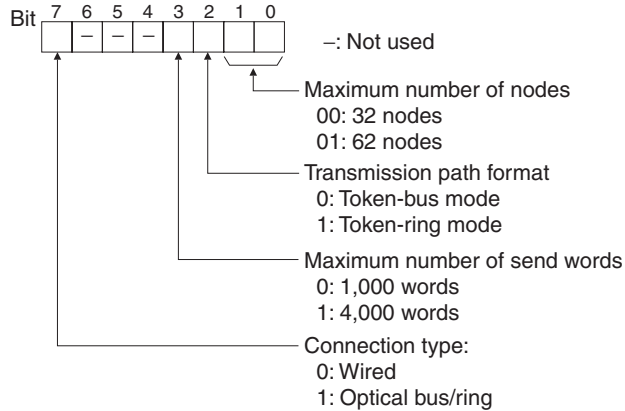 Bit 7 6 5 4 3 2 1 0
– – –
–: Not used
Maximum number of nodes
00: 32 nodes
01: 62 nodes
Transmission path format
0: Token-bus mode
1: Token-ring mode
Maximum number of send words
0: 1,000 words
1: 4,000 words
Connection type:
0: Wired
1: Optical bus/ring